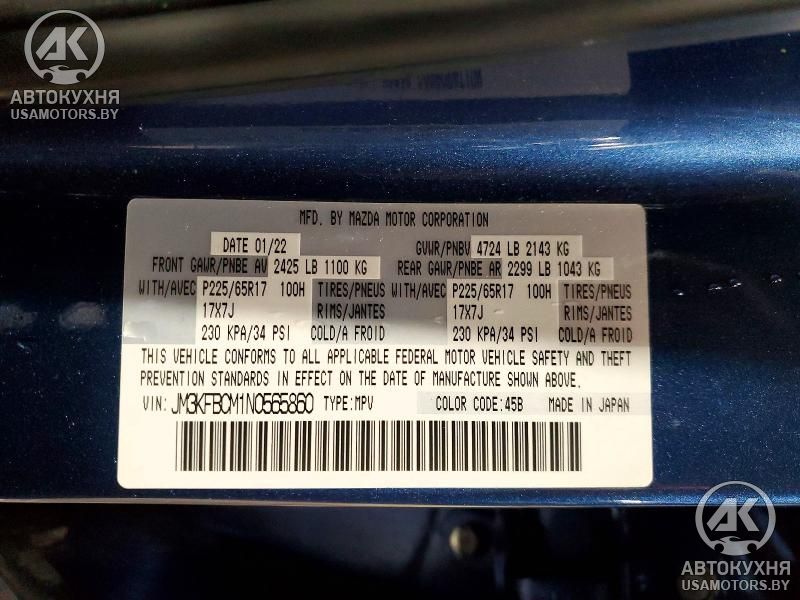 АК
АВТОКУХНЯ
USAMOTORS.BY
MFD. BY MAZDA MOTOR CORPORATION
DATE 01/22 GVWR/PNBV 4724 LB 2143 KG
FRONT GAWR/PNBE AV 2425 LB 1100 KG REAR GAWR/PNBE AR 2299 LB 1043 KG
WITH/AVEC P225/65R17 100H TIRES/PNEUS WITH/AVEC P225/65R17 100H TIRES/PNEUS
17X7J RIMS/JANTES 17X7J RIMS/JANTES
230 KPA/34 PSI COLD/A FROID 230 KPA/34 PSI COLD/A FROID
THIS VEHICLE CONFORMS TO ALL APPLICABLE FEDERAL MOTOR VEHICLE SAFETY AND THEFT
PREVENTION STANDARDS IN EFFECT ON THE DATE OF MANUFACTURE SHOWN ABOVE.
VIN: JM3KFBCM1N0565860 TYPE:MPV COLOR CODE:45B MADE IN JAPAN
АК
АВТОКУХНЯ
USAMOTORS.BY